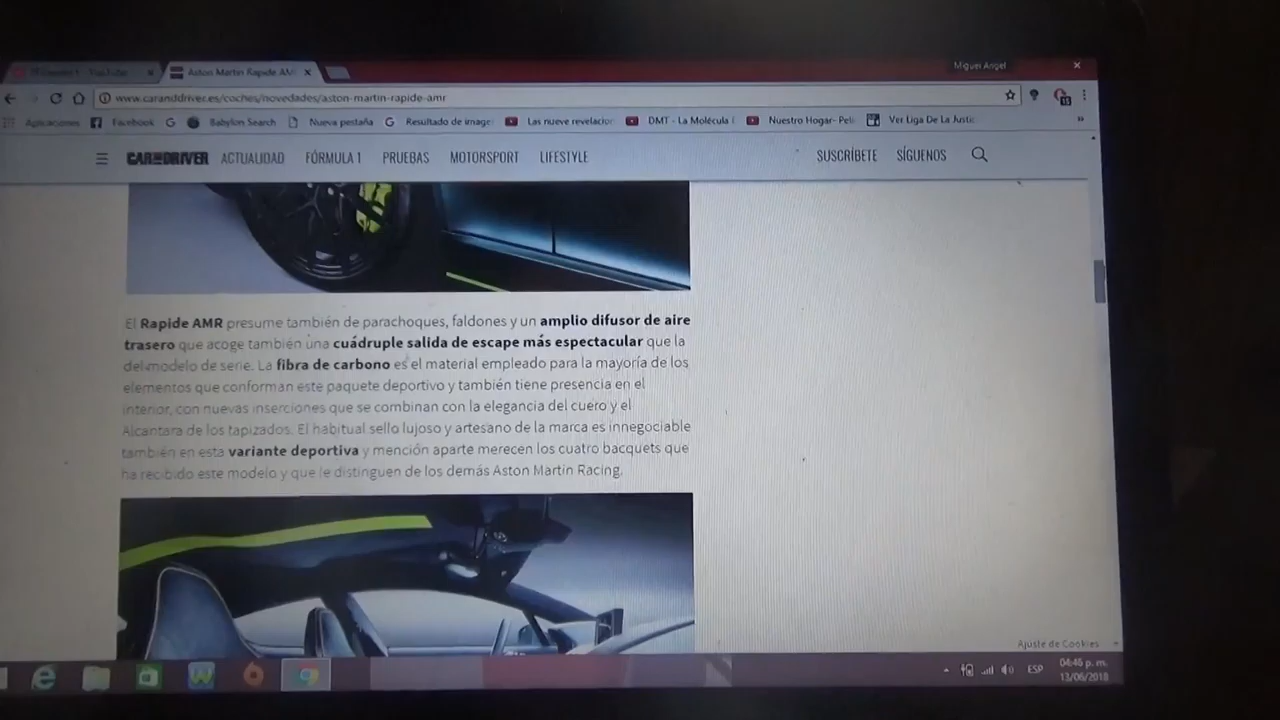 YouTube
Aston Martin Rapide AM
Miguel Angel
www.caranddriver.es/coches/novedades/aston-martin-rapide-amr
Aplicaciones
Facebook
Babylon Search
Nueva pestaña
Resultado de image
Las nueve revelacion
DMT - La Molécula
Nuestro Hogar- Peli
Ver Liga De La Justic
»
CAR AND DRIVER
ACTUALIDAD
FÓRMULA 1
PRUEBAS
MOTORSPORT
LIFESTYLE
SUSCRÍBETE
SÍGUENOS
El Rapide AMR presume también de parachoques, faldones y un amplio difusor de aire
trasero que acoge también una cuádruple salida de escape más espectacular que la
del modelo de serie. La fibra de carbono es el material empleado para la mayoría de los
elementos que conforman este paquete deportivo y también tiene presencia en el
interior, con nuevas inserciones que se combinan con la elegancia del cuero y el
Alcantara de los tapizados. El habitual sello lujoso y artesano de la marca es innegociable
también en esta variante deportiva y mención aparte merecen los cuatro bacquets que
ha recibido este modelo y que le distinguen de los demás Aston Martin Racing.
Ajuste de Cookies
ESP
04:46 p. m.
13/06/2018